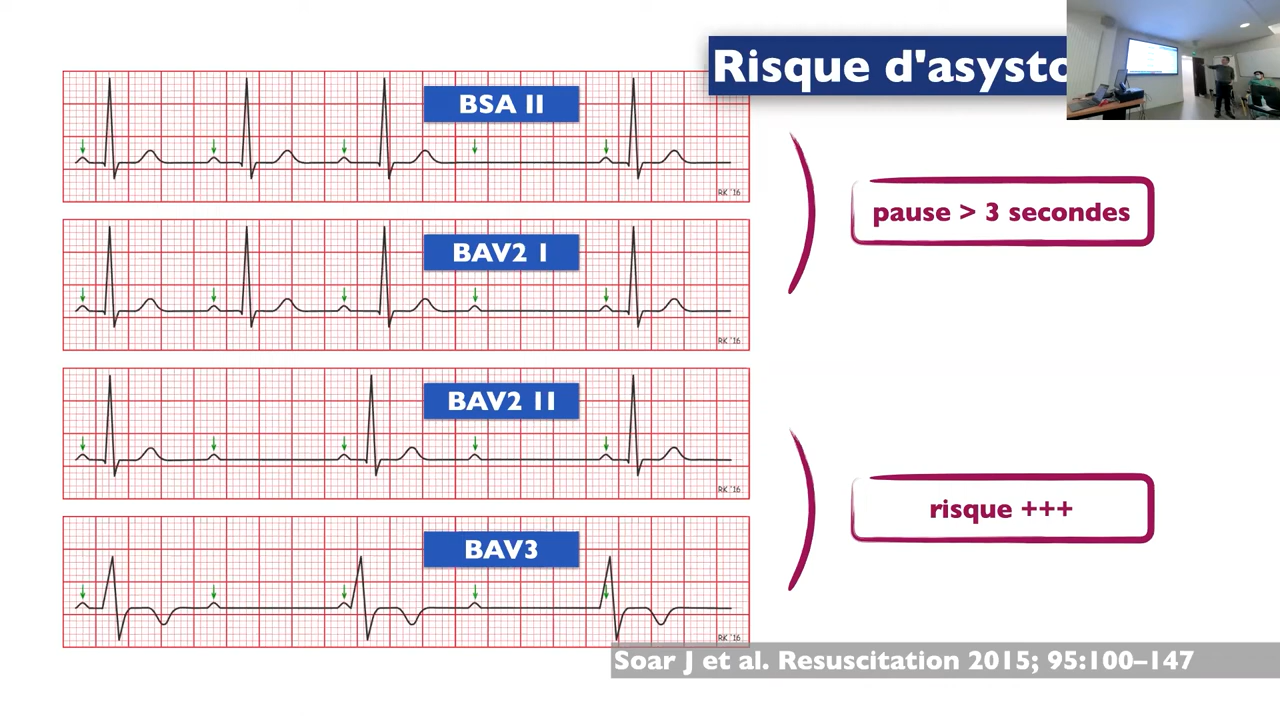 Risque d'asysto
BSA II
RK '16
pause > 3 secondes
BAV2 I
RK '16
BAV2 II
RK '16
risque +++
BAV3
RK '16
Soar J et al. Resuscitation 2015; 95:100–147